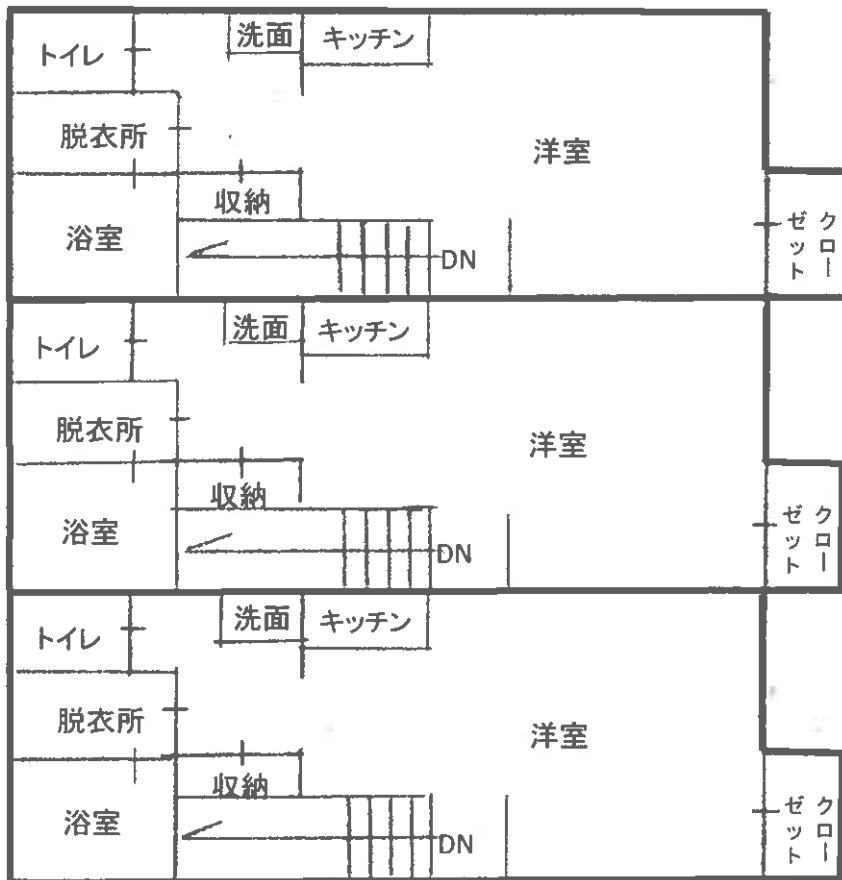 トイレ
洗面
キッチン
脱衣所
洋室
収納
浴室
クローゼット
DN
トイレ
洗面
キッチン
脱衣所
洋室
収納
浴室
クローゼット
DN
トイレ
洗面
キッチン
脱衣所
洋室
収納
浴室
クローゼット
DN